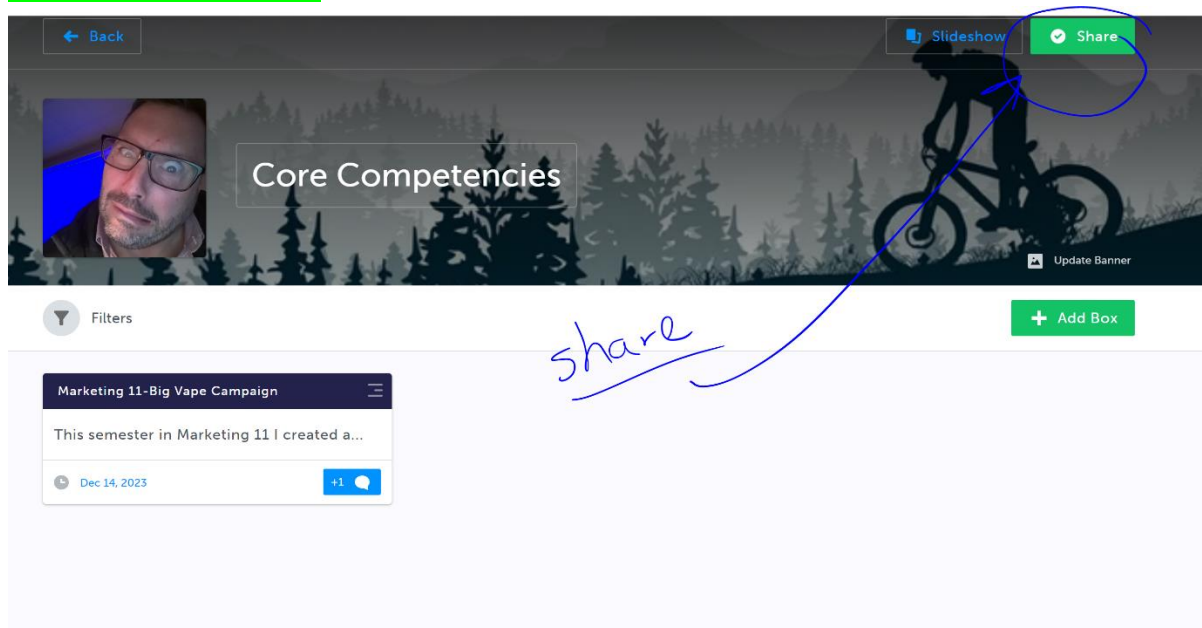 Back
Slideshow
Share
Core Competencies
Update Banner
Filters
share
Add Box
Marketing 11-Big Vape Campaign
This semester in Marketing 11 I created a...
Dec 14, 2023
+1